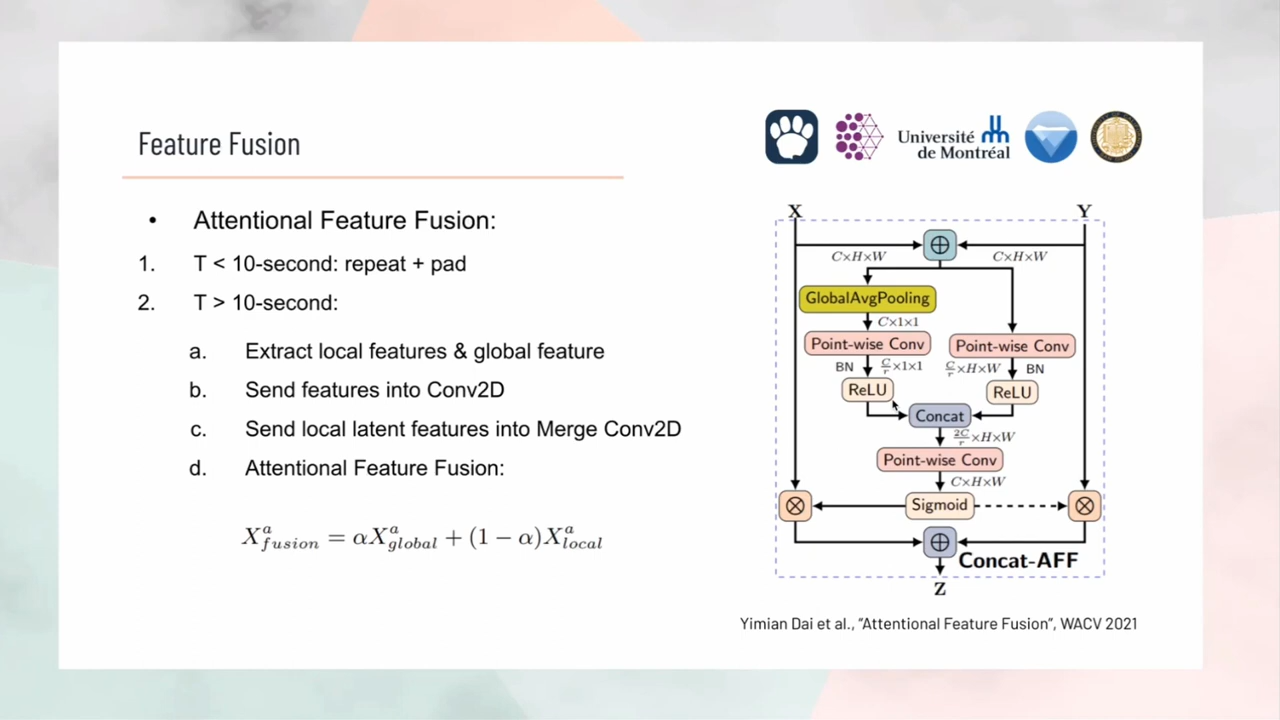 Feature Fusion
Université
de Montréal
• Attentional Feature Fusion:
1. T < 10-second: repeat + pad
2. T > 10-second:
a. Extract local features & global feature
b. Send features into Conv2D
c. Send local latent features into Merge Conv2D
d. Attentional Feature Fusion:
X^a_{fusion} = αX^a_{global} + (1 − α)X^a_{local}
X Y
C×H×W C×H×W
GlobalAvgPooling
C×1×1
Point-wise Conv Point-wise Conv
BN C/r×1×1 C/r×H×W BN
ReLU ReLU
Concat
2C/r×H×W
Point-wise Conv
C×H×W
Sigmoid
Concat-AFF
Z
Yimian Dai et al., "Attentional Feature Fusion", WACV 2021